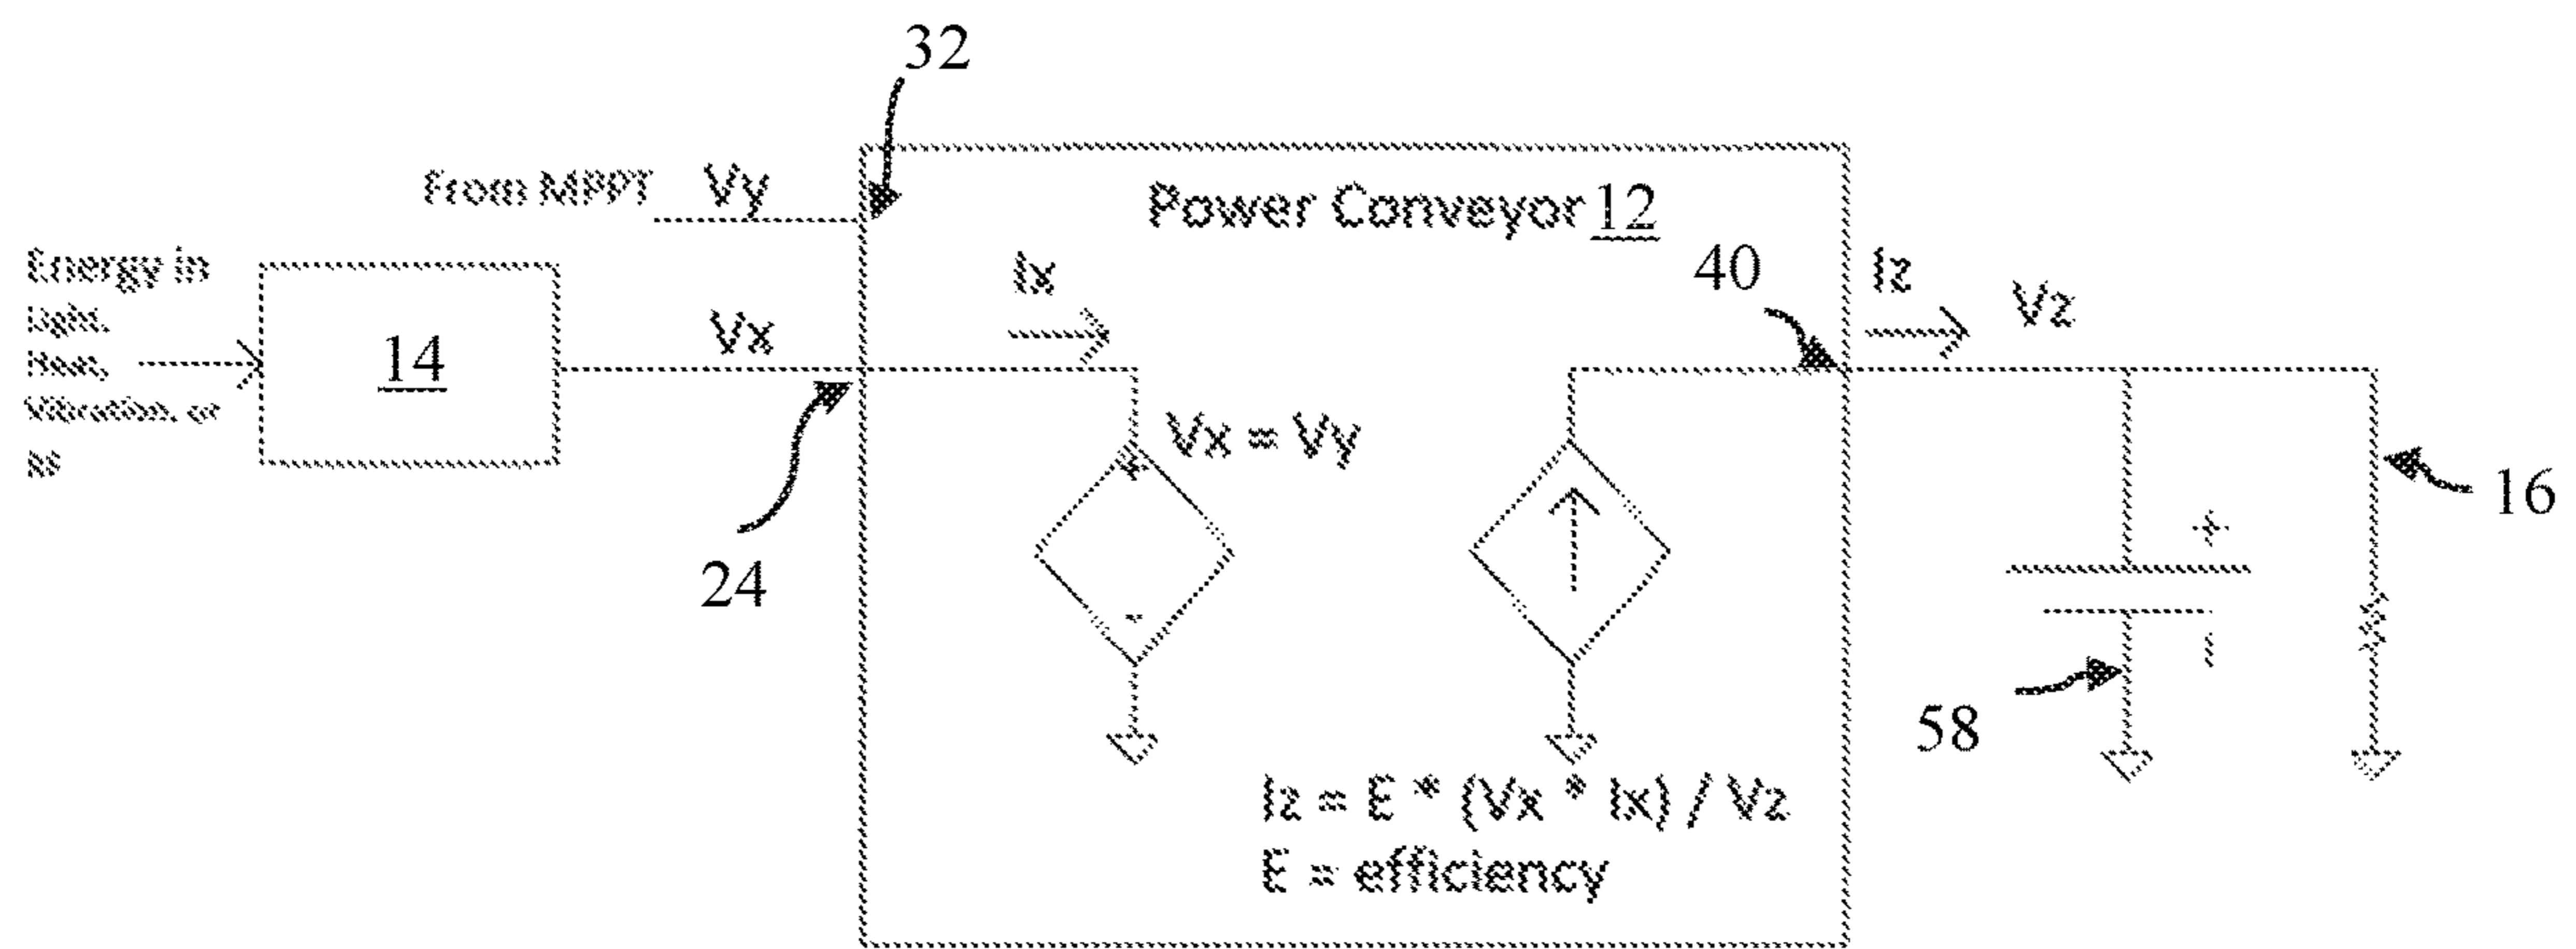 32
From MPPT Vy
Power Conveyor 12
Energy in
Light,
Heat,
Vibration, or
14
Vx
Ix
40
Iz
Vz
Vx = Vy
+
-
24
+
-
16
58
Iz = E * (Vx * Ix) / Vz
E = efficiency